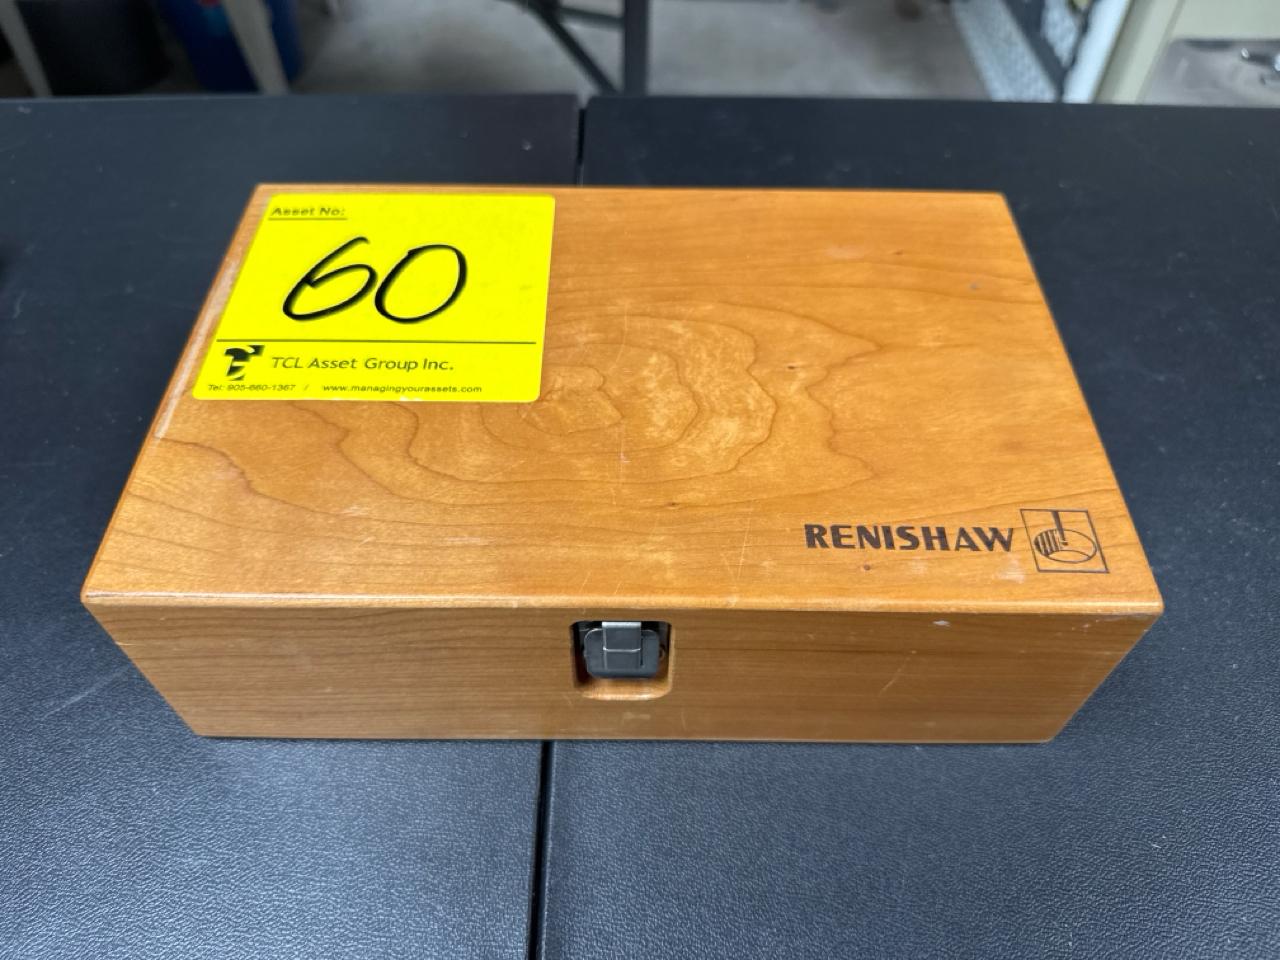 Asset No:
60
TCL Asset Group Inc.
Tel: 905-660-1367 / www.managingyourassets.com
RENISHAW